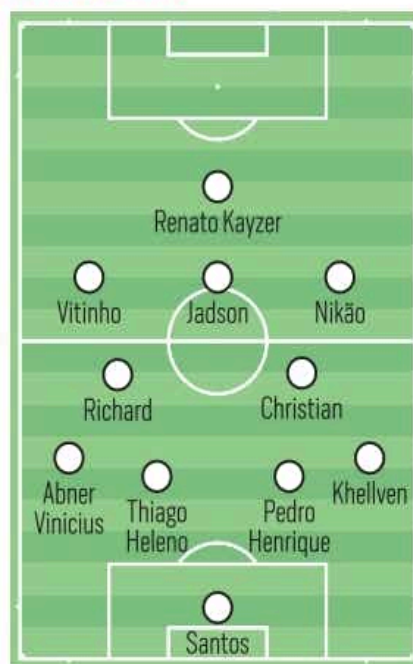 Renato Kayzer
Vitinho
Jadson
Nikão
Richard
Christian
Abner
Vinicius
Thiago
Heleno
Pedro
Henrique
Khellven
Santos